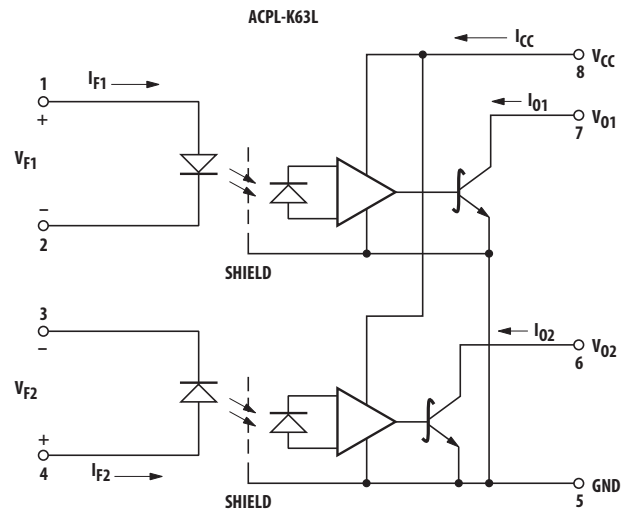 ACPL-K63L
ICC
VCC
8
IF1
1
+
IO1
VO1
7
VF1
–
2
SHIELD
3
–
IO2
VO2
6
VF2
+
4
IF2
GND
5
SHIELD